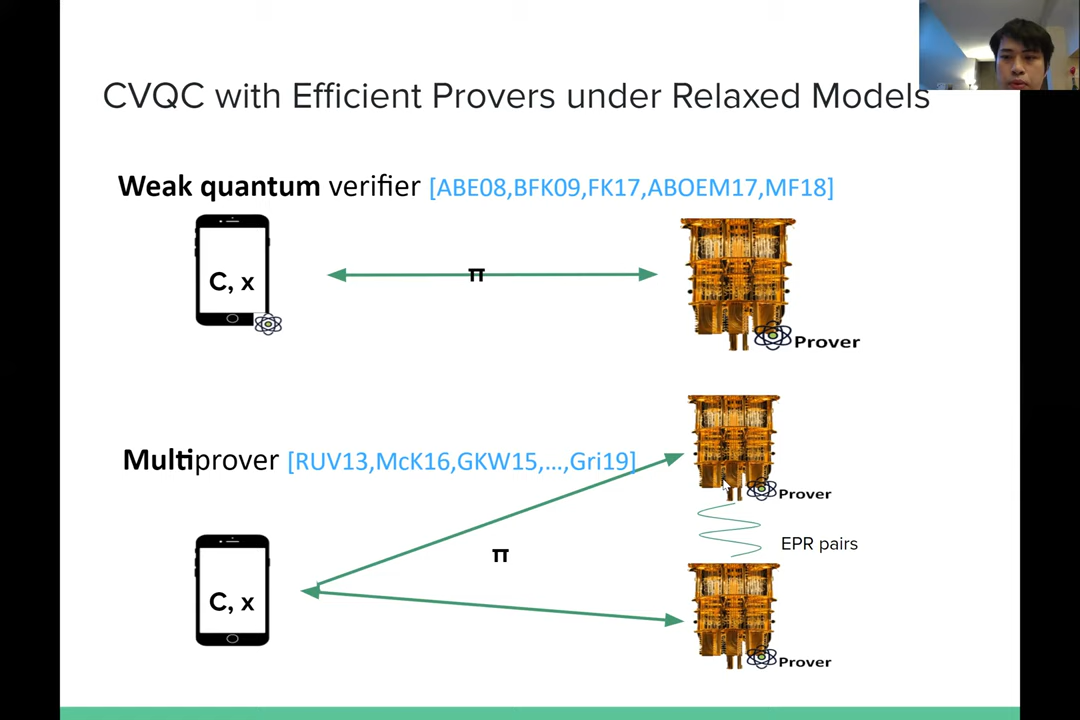 CVQC with Efficient Provers under Relaxed Models
Weak quantum verifier [ABE08,BFK09,FK17,ABOEM17,MF18]
C, x
π
Prover
Multiprover [RUV13,McK16,GKW15,...,Gri19]
Prover
EPR pairs
π
C, x
Prover